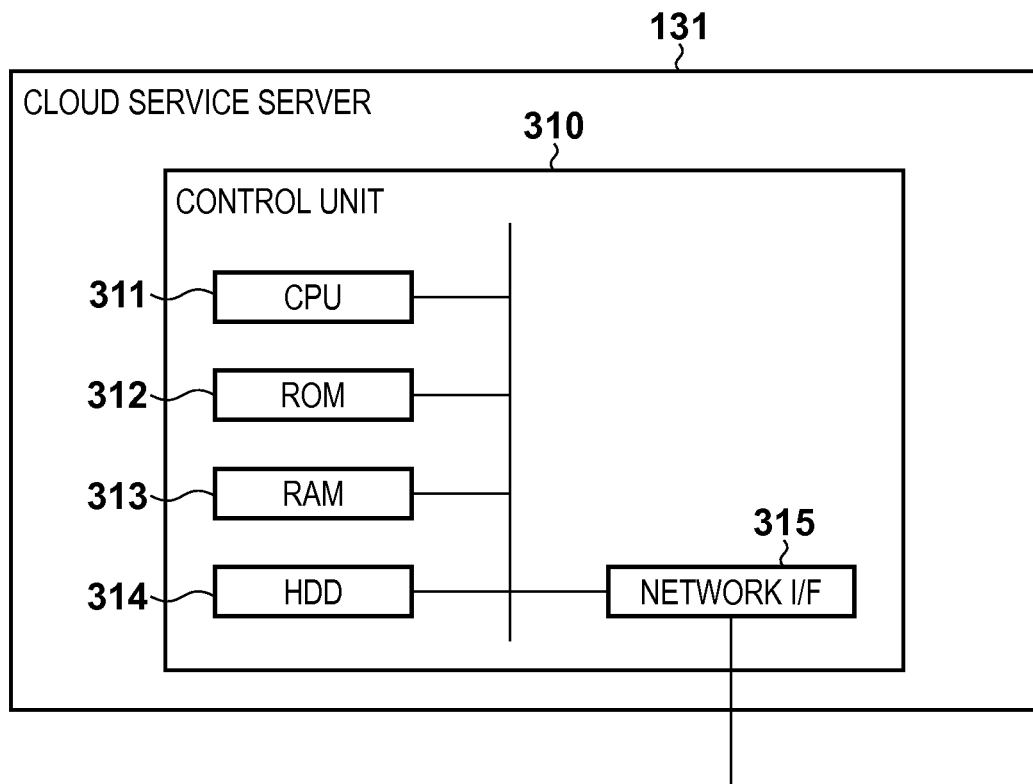 131
CLOUD SERVICE SERVER
310
CONTROL UNIT
311 CPU
312 ROM
313 RAM
315
314 HDD NETWORK I/F